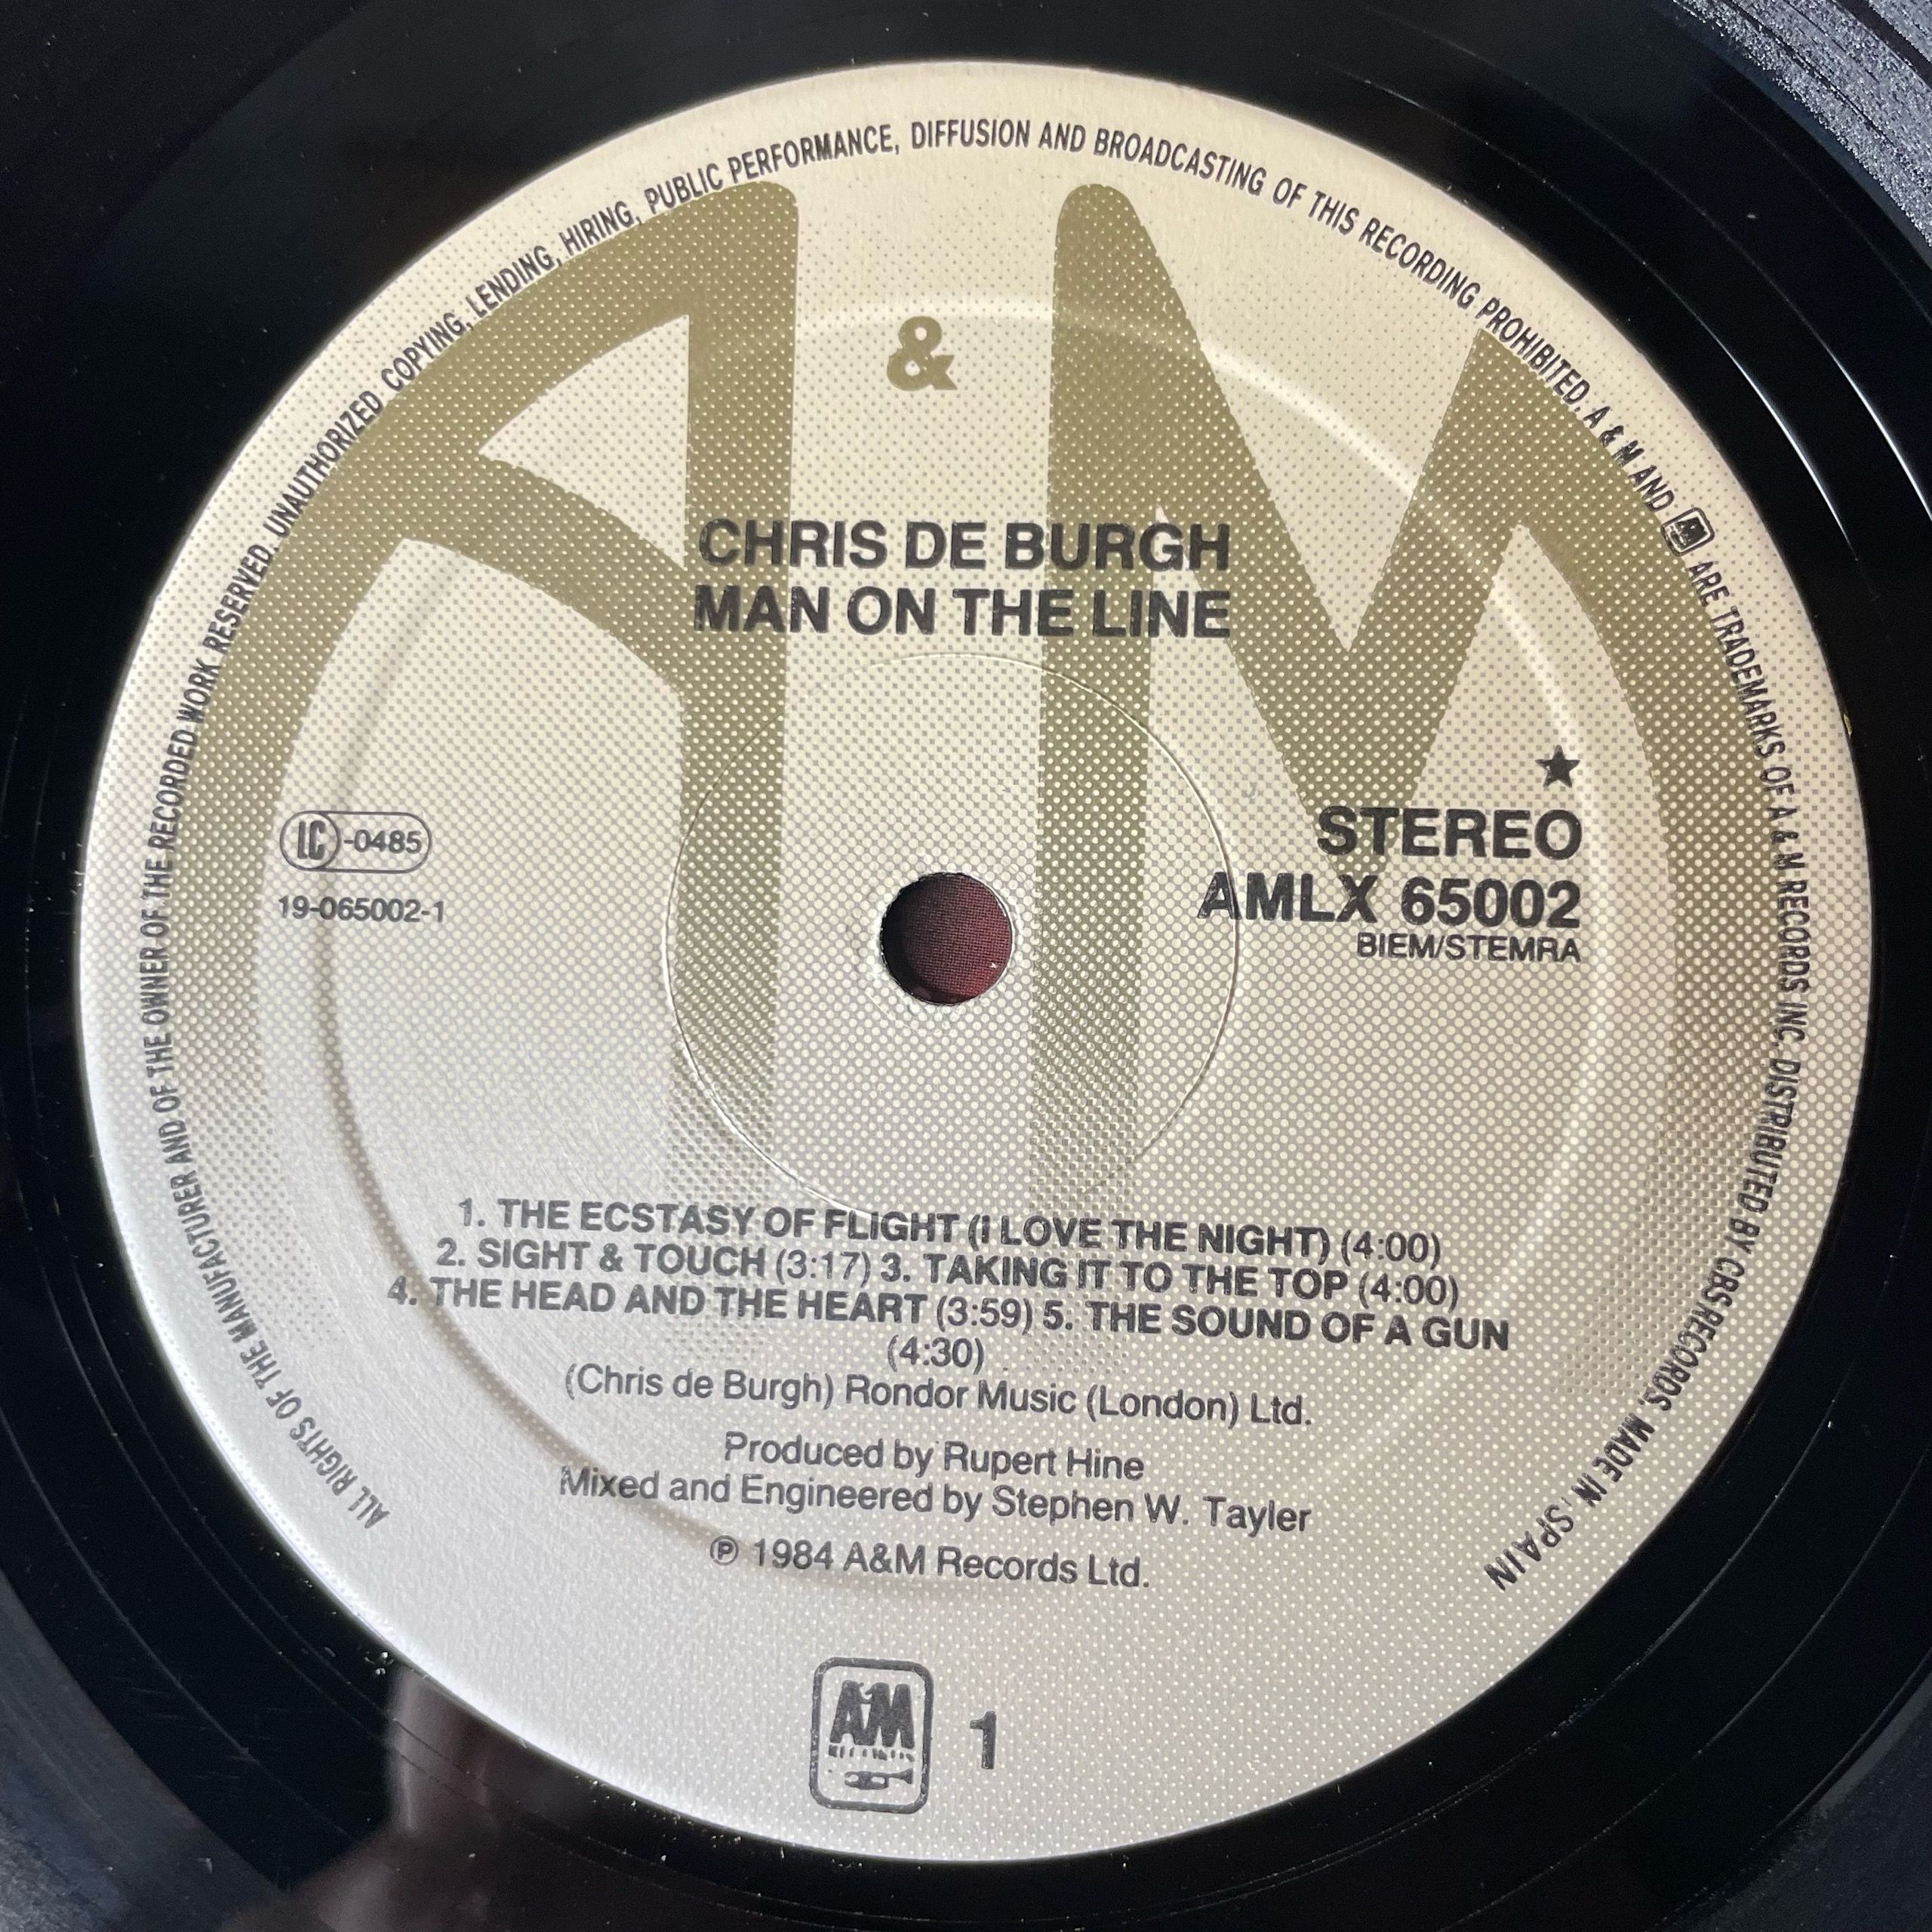 ALL RIGHTS OF THE MANUFACTURER AND OF THE OWNER OF THE RECORDED WORK RESERVED. UNAUTHORIZED COPYING, LENDING, HIRING, PUBLIC PERFORMANCE, DIFFUSION AND BROADCASTING OF THIS RECORDING PROHIBITED. A & M AND A&M ARE TRADEMARKS OF A & M RECORDS INC. DISTRIBUTED BY CBS RECORDS. MADE IN SPAIN
A & M
CHRIS DE BURGH
MAN ON THE LINE
LC-0485
19-065002-1
★
STEREO
AMLX 65002
BIEM/STEMRA
1. THE ECSTASY OF FLIGHT (I LOVE THE NIGHT) (4:00)
2. SIGHT & TOUCH (3:17) 3. TAKING IT TO THE TOP (4:00)
4. THE HEAD AND THE HEART (3:59) 5. THE SOUND OF A GUN
(4:30)
(Chris de Burgh) Rondor Music (London) Ltd.
Produced by Rupert Hine
Mixed and Engineered by Stephen W. Tayler
℗ 1984 A&M Records Ltd.
A&M
RECORDS
1